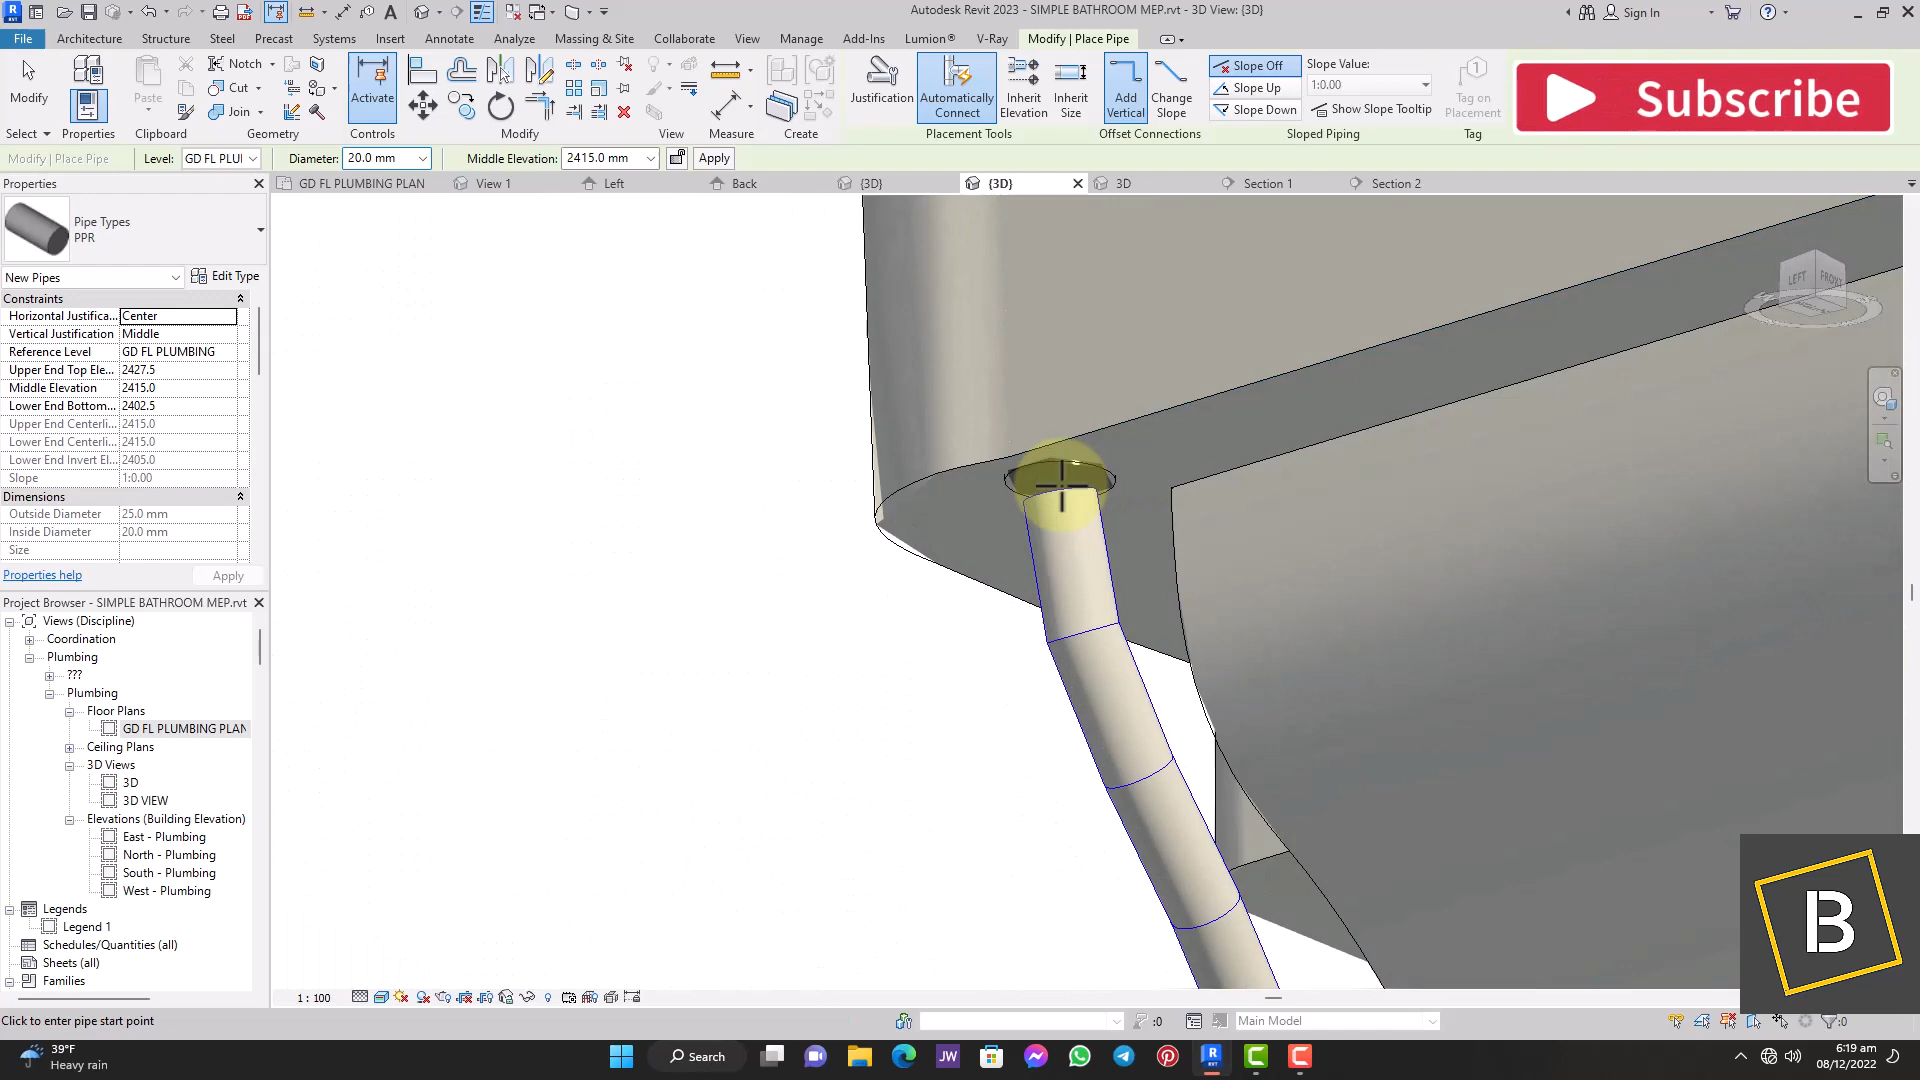 Autodesk Revit 2023 - SIMPLE BATHROOM MEP.rvt - 3D View: {3D}
Sign In
File
Architecture
Structure
Steel
Precast
Systems
Insert
Annotate
Analyze
Massing & Site
Collaborate
View
Manage
Add-Ins
Lumion®
V-Ray
Modify | Place Pipe
Modify
Paste
Notch
Cut
Join
Activate
Justification
Automatically Connect
Inherit Elevation
Inherit Size
Add Vertical
Change Slope
Slope Off
Slope Up
Slope Down
Slope Value:
1:0.00
Show Slope Tooltip
Tag on Placement
Subscribe
Select
Properties
Clipboard
Geometry
Controls
Modify
View
Measure
Create
Placement Tools
Offset Connections
Sloped Piping
Tag
Modify | Place Pipe
Level: GD FL PLUI
Diameter: 20.0 mm
Middle Elevation: 2415.0 mm
Apply
Properties
GD FL PLUMBING PLAN
View 1
Left
Back
{3D}
{3D}
3D
Section 1
Section 2
Pipe Types
PPR
New Pipes
Edit Type
Constraints
Horizontal Justifica... Center
Vertical Justification Middle
Reference Level GD FL PLUMBING
Upper End Top Ele... 2427.5
Middle Elevation 2415.0
Lower End Bottom... 2402.5
Upper End Centerli... 2415.0
Lower End Centerli... 2415.0
Lower End Invert El... 2405.0
Slope 1:0.00
Dimensions
Outside Diameter 25.0 mm
Inside Diameter 20.0 mm
Size
Properties help
Apply
LEFT
FRONT
Project Browser - SIMPLE BATHROOM MEP.rvt
Views (Discipline)
Coordination
Plumbing
???
Plumbing
Floor Plans
GD FL PLUMBING PLAN
Ceiling Plans
3D Views
3D
3D VIEW
Elevations (Building Elevation)
East - Plumbing
North - Plumbing
South - Plumbing
West - Plumbing
Legends
Legend 1
Schedules/Quantities (all)
Sheets (all)
Families
B
1 : 100
Click to enter pipe start point
:0
Main Model
:0
39°F
Heavy rain
Search
JW
6:19 am
08/12/2022